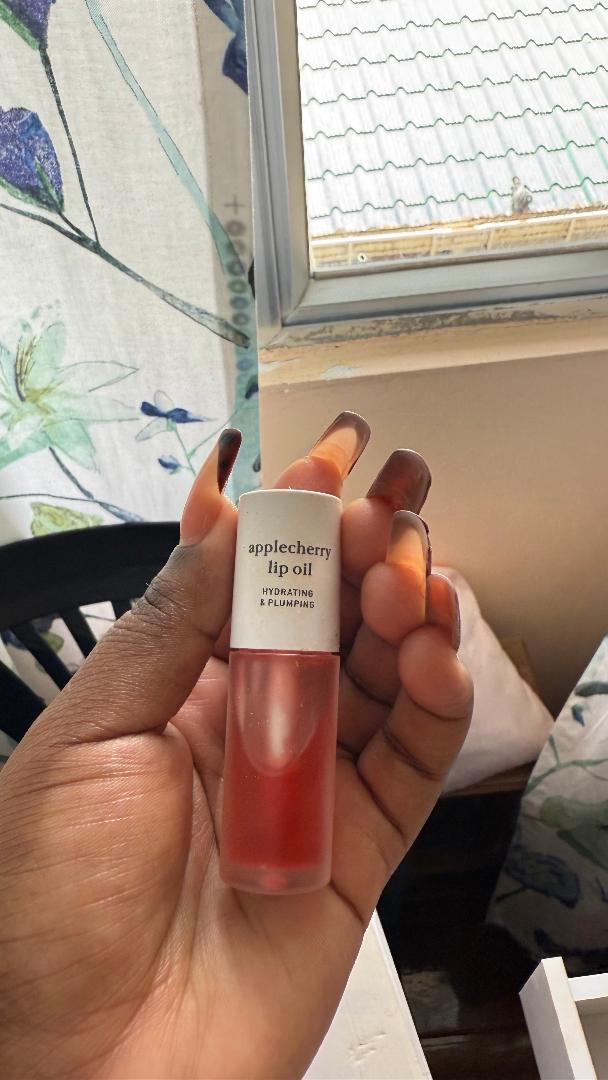 applecherry
lip oil
HYDRATING
& PLUMPING